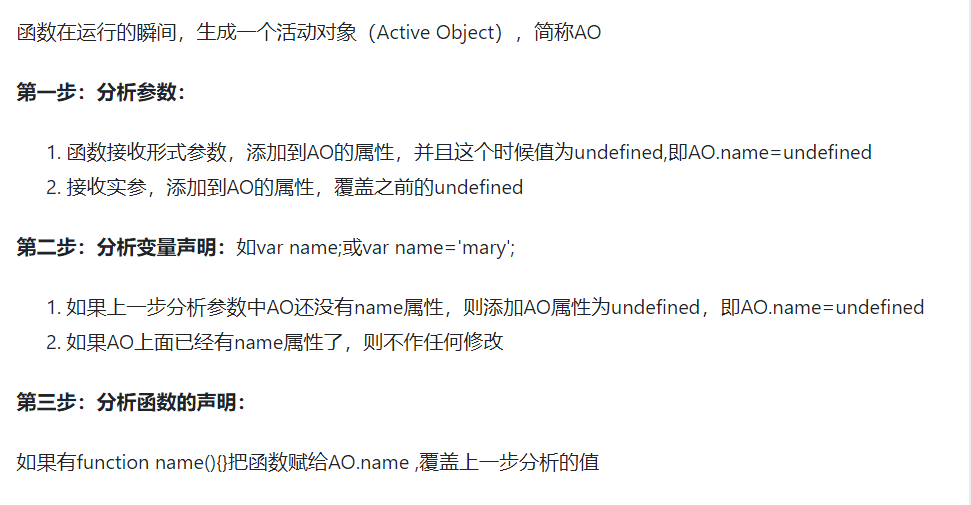 函数在运行的瞬间，生成一个活动对象（Active Object），简称AO
第一步：分析参数：
1. 函数接收形式参数，添加到AO的属性，并且这个时候值为undefined,即AO.name=undefined
2. 接收实参，添加到AO的属性，覆盖之前的undefined
第二步：分析变量声明：如var name;或var name='mary';
1. 如果上一步分析参数中AO还没有name属性，则添加AO属性为undefined，即AO.name=undefined
2. 如果AO上面已经有name属性了，则不作任何修改
第三步：分析函数的声明：
如果有function name(){}把函数赋给AO.name ,覆盖上一步分析的值